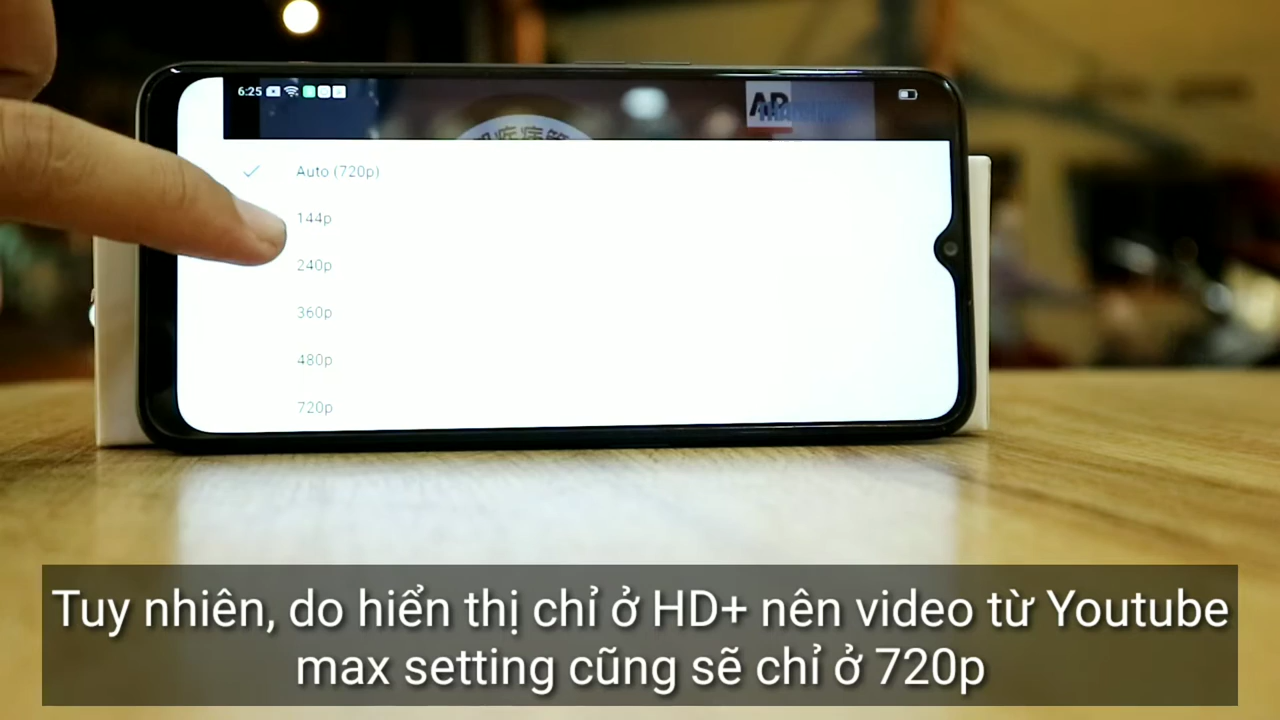 6:25
Auto (720p)
144p
240p
360p
480p
720p
Tuy nhiên, do hiển thị chỉ ở HD+ nên video từ Youtube
max setting cũng sẽ chỉ ở 720p